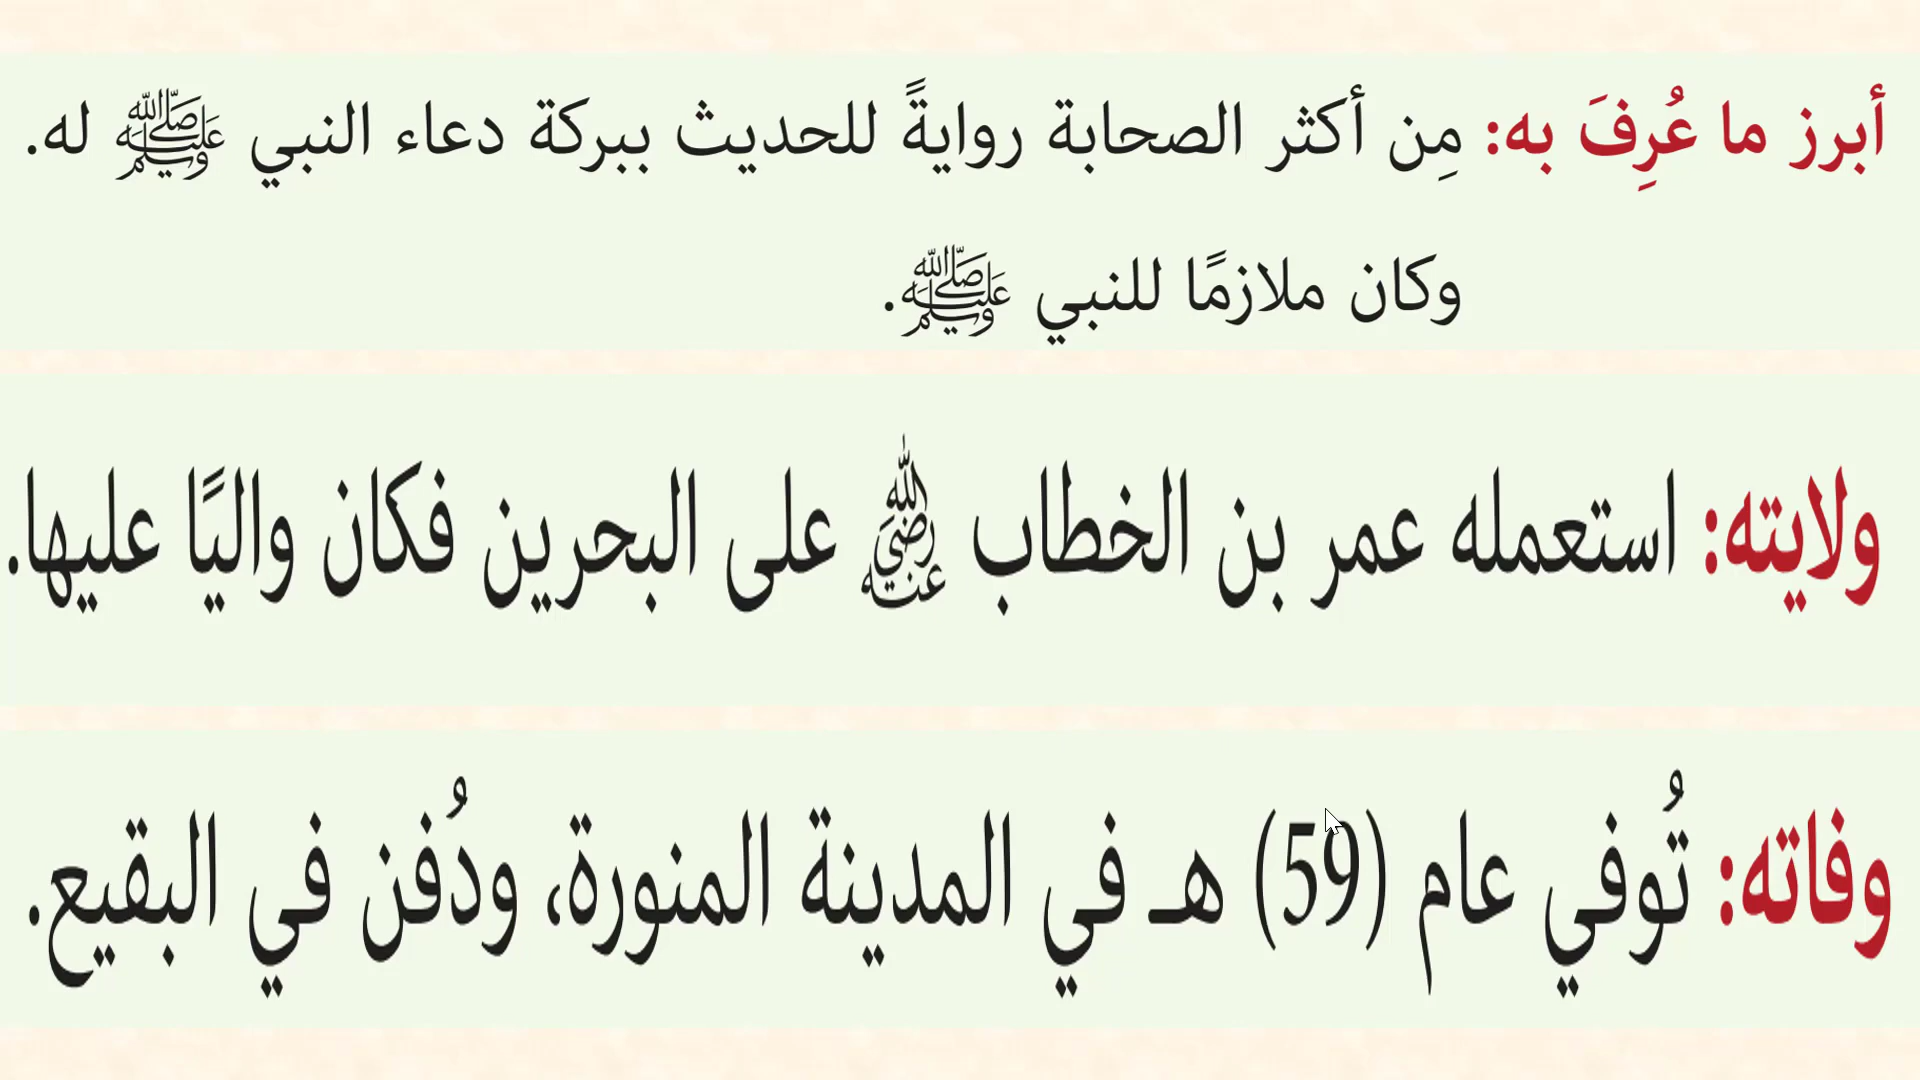 أبرز ما عُرِفَ به: مِن أكثر الصحابة روايةً للحديث ببركة دعاء النبي ﷺ له.
وكان ملازمًا للنبي ﷺ.
ولايته: استعمله عمر بن الخطاب رضي الله عنه على البحرين فكان واليًا عليها.
وفاته: تُوفي عام (59) هـ في المدينة المنورة، ودُفن في البقيع.